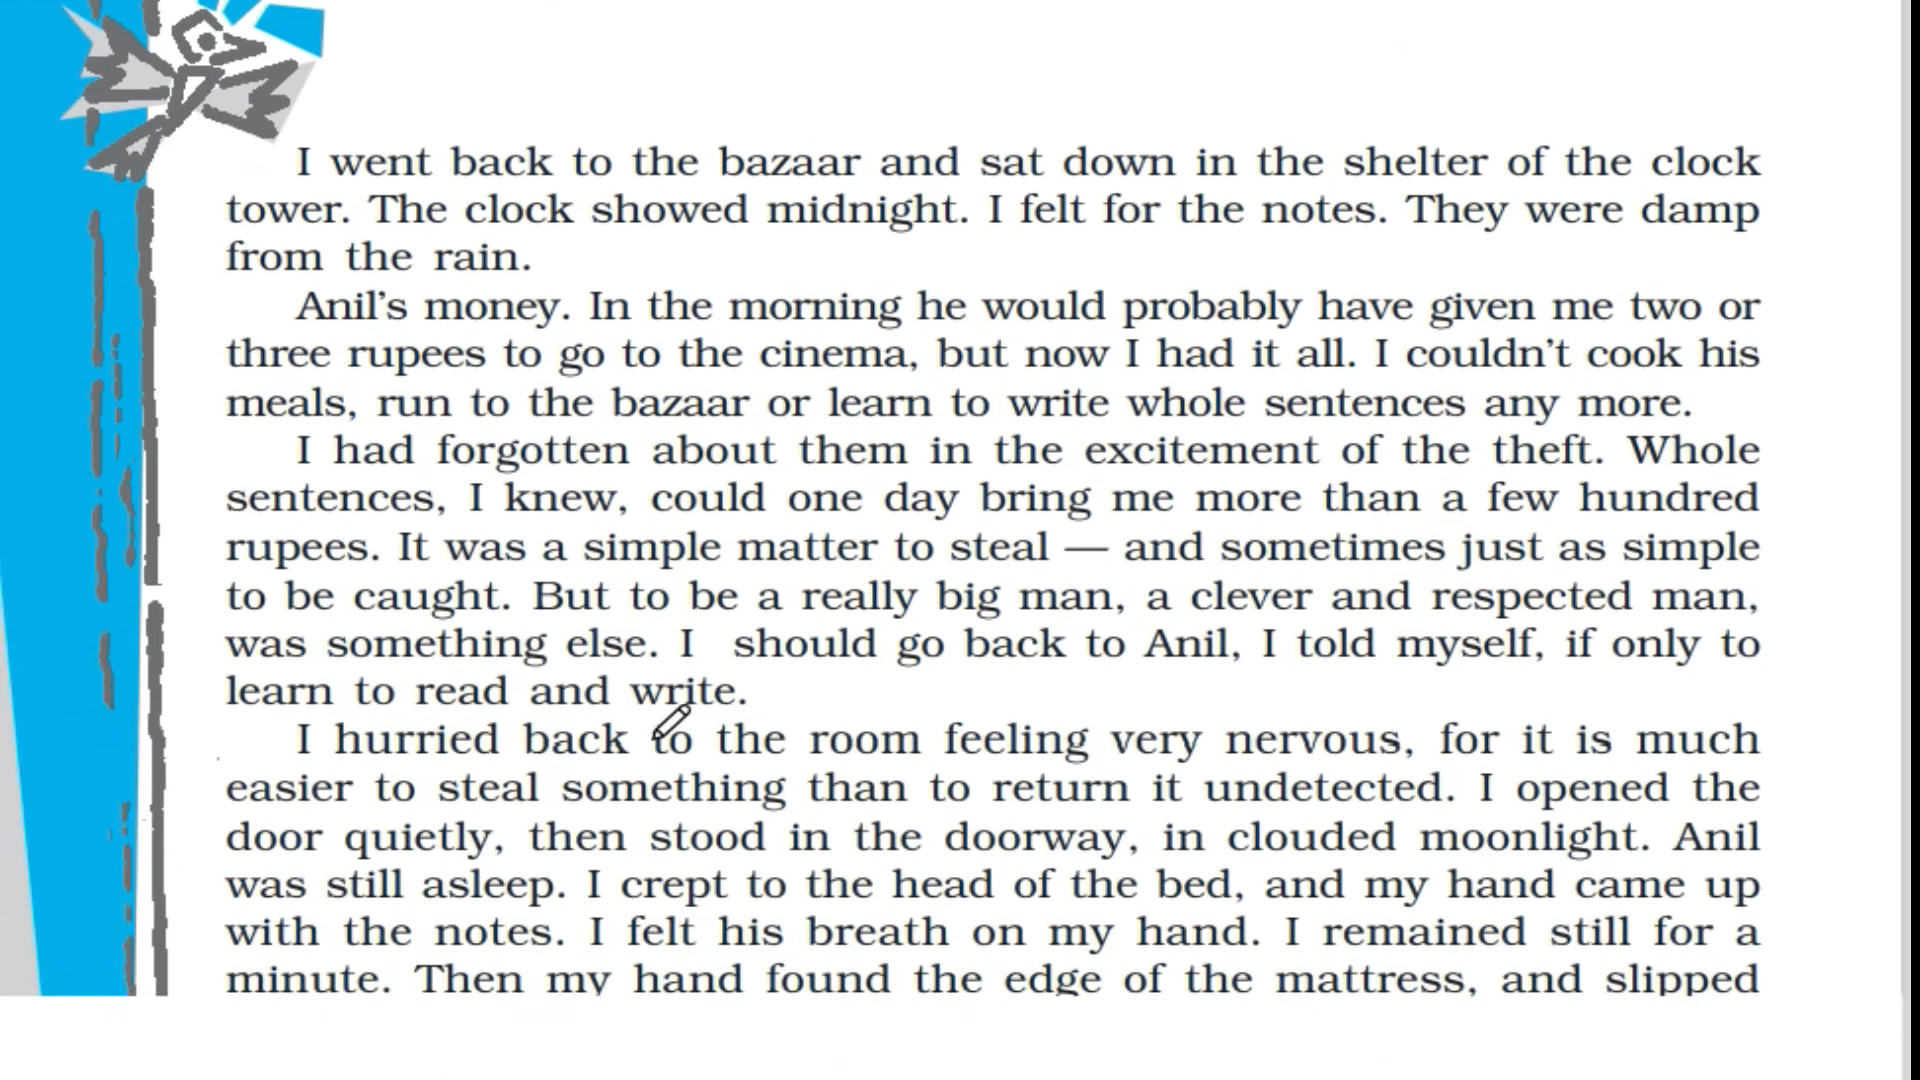 I went back to the bazaar and sat down in the shelter of the clock
tower. The clock showed midnight. I felt for the notes. They were damp
from the rain.
Anil’s money. In the morning he would probably have given me two or
three rupees to go to the cinema, but now I had it all. I couldn’t cook his
meals, run to the bazaar or learn to write whole sentences any more.
I had forgotten about them in the excitement of the theft. Whole
sentences, I knew, could one day bring me more than a few hundred
rupees. It was a simple matter to steal — and sometimes just as simple
to be caught. But to be a really big man, a clever and respected man,
was something else. I should go back to Anil, I told myself, if only to
learn to read and write.
I hurried back to the room feeling very nervous, for it is much
easier to steal something than to return it undetected. I opened the
door quietly, then stood in the doorway, in clouded moonlight. Anil
was still asleep. I crept to the head of the bed, and my hand came up
with the notes. I felt his breath on my hand. I remained still for a
minute. Then my hand found the edge of the mattress, and slipped